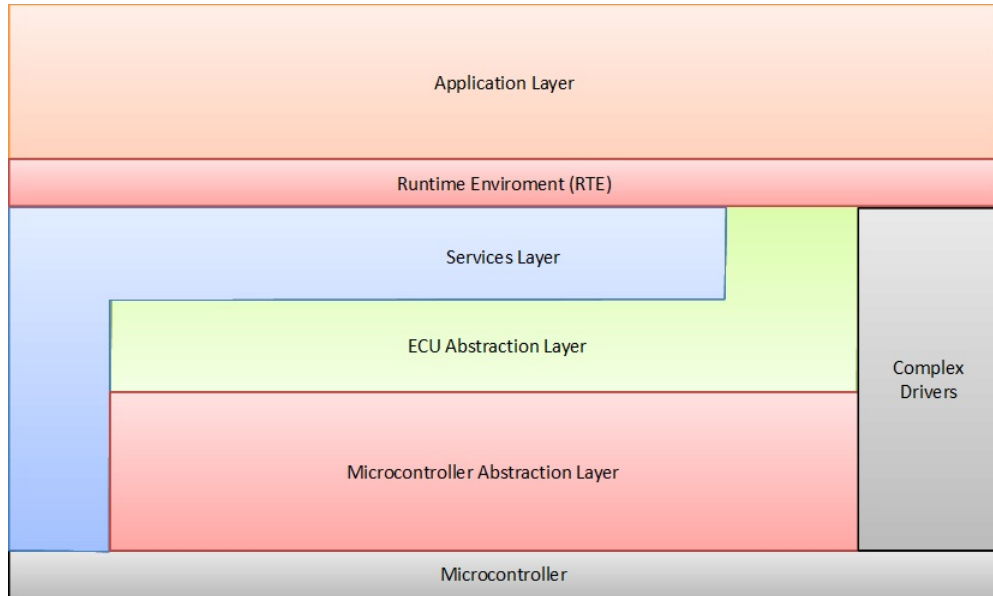 Application Layer
Runtime Enviroment (RTE)
Services Layer
ECU Abstraction Layer
Complex
Drivers
Microcontroller Abstraction Layer
Microcontroller